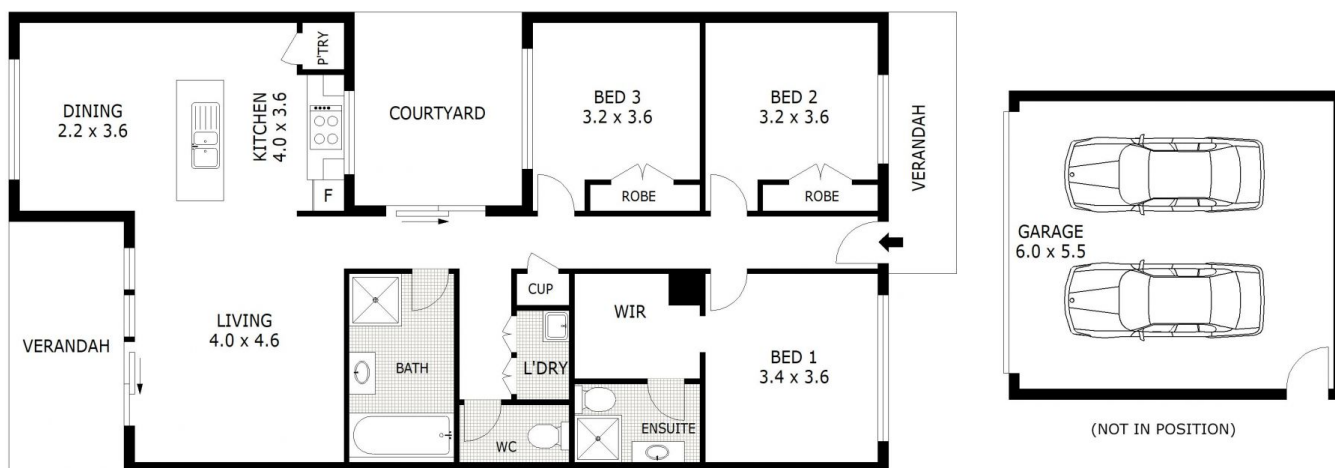 P'TRY
DINING
2.2 x 3.6
KITCHEN
4.0 x 3.6
F
COURTYARD
BED 3
3.2 x 3.6
ROBE
BED 2
3.2 x 3.6
ROBE
VERANDAH
VERANDAH
LIVING
4.0 x 4.6
BATH
CUP
L'DRY
WC
WIR
ENSUITE
BED 1
3.4 x 3.6
GARAGE
6.0 x 5.5
(NOT IN POSITION)